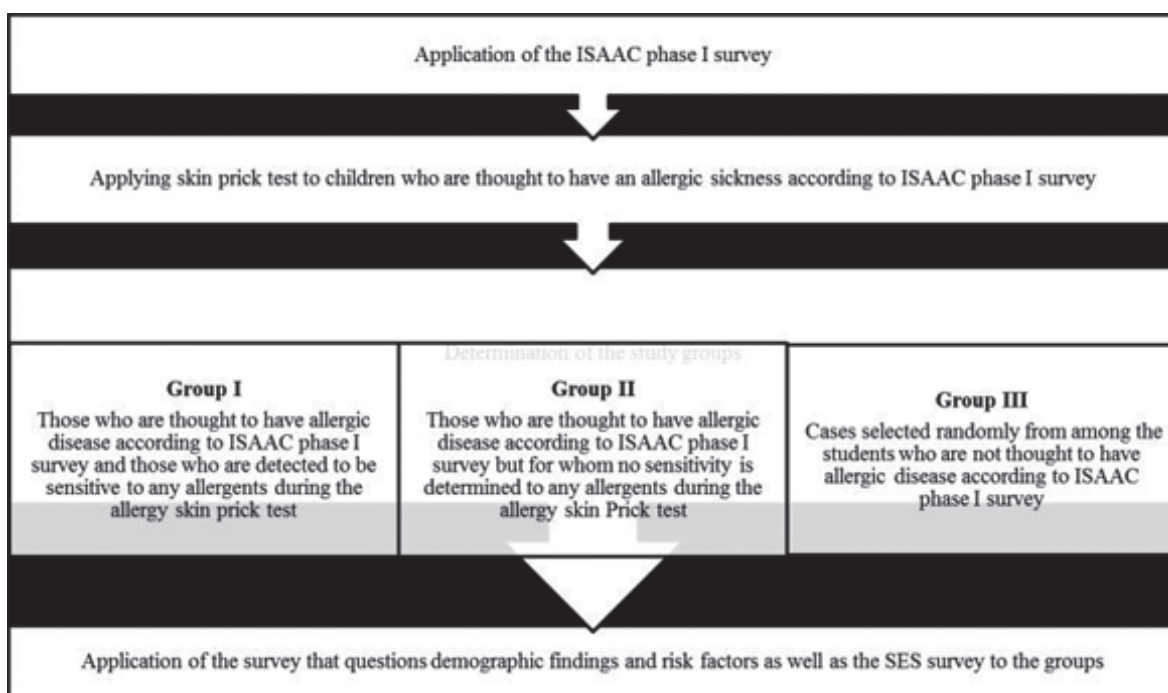 Application of the ISAAC phase I survey
Applying skin prick test to children who are thought to have an allergic sickness according to ISAAC phase I survey
Determination of the study groups
Group I
Those who are thought to have allergic
disease according to ISAAC phase I
survey and those who are detected to be
sensitive to any allergents during the
allergy skin prick test
Group II
Those who are thought to have allergic
disease according to ISAAC phase I
survey but for whom no sensitivity is
determined to any allergents during the
allergy skin Prick test
Group III
Cases selected randomly from among the
students who are not thought to have
allergic disease according to ISAAC
phase I survey
Application of the survey that questions demographic findings and risk factors as well as the SES survey to the groups